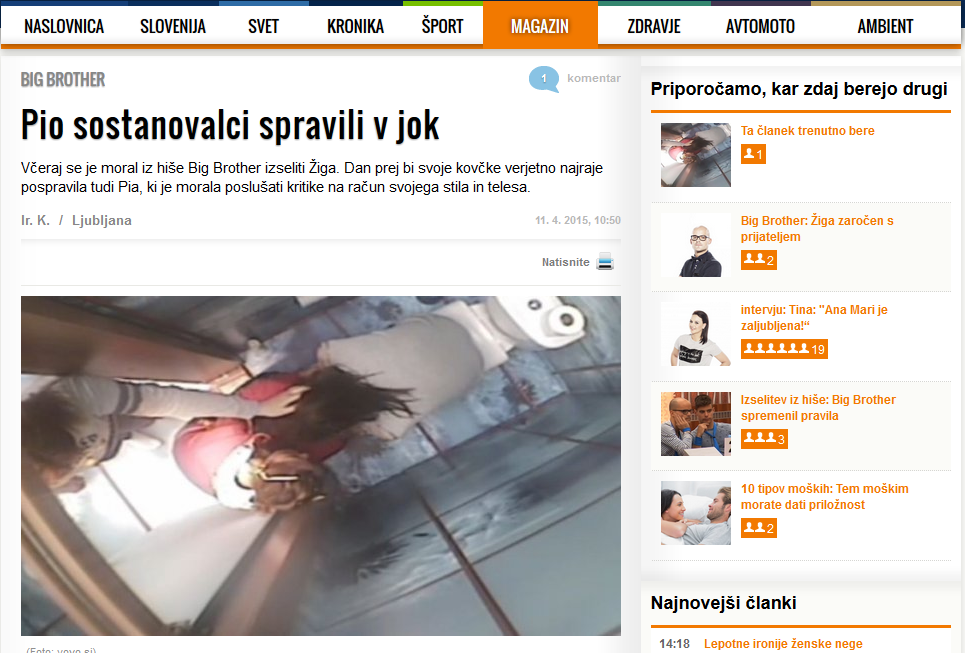 NASLOVNICA
SLOVENIJA
SVET
KRONIKA
ŠPORT
MAGAZIN
ZDRAVJE
AVTOMOTO
AMBIENT
BIG BROTHER
1
komentar
Pio sostanovalci spravili v jok
Včeraj se je moral iz hiše Big Brother izseliti Žiga. Dan prej bi svoje kovčke verjetno najraje
pospravila tudi Pia, ki je morala poslušati kritike na račun svojega stila in telesa.
Ir. K. / Ljubljana
11. 4. 2015, 10:50
Natisnite
(Foto: voyo.si)
Priporočamo, kar zdaj berejo drugi
Ta članek trenutno bere
1
Big Brother: Žiga zaročen s
prijateljem
2
intervju: Tina: "Ana Mari je
zaljubljena!“
19
Izselitev iz hiše: Big Brother
spremenil pravila
3
10 tipov moških: Tem moškim
morate dati priložnost
2
Najnovejši članki
14:18 Lepotne ironije ženske nege